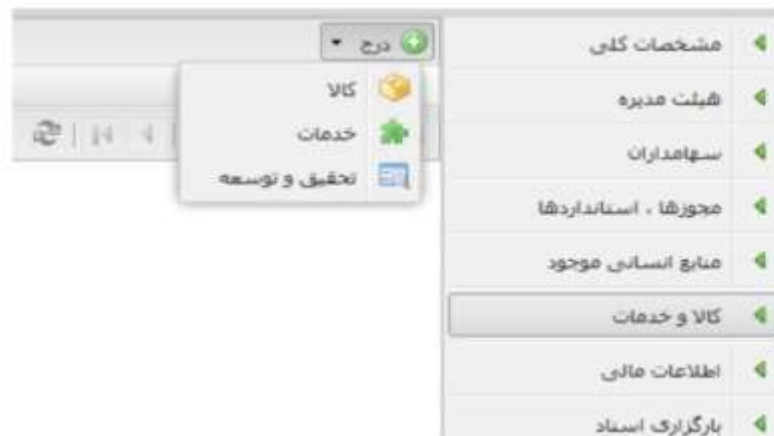 مشخصات کلی
هیئت مدیره
سهامداران
مجوزها ، استانداردها
منابع انسانی موجود
کالا و خدمات
اطلاعات مالی
بارگزاری اسناد
درج
کالا
خدمات
تحقیق و توسعه